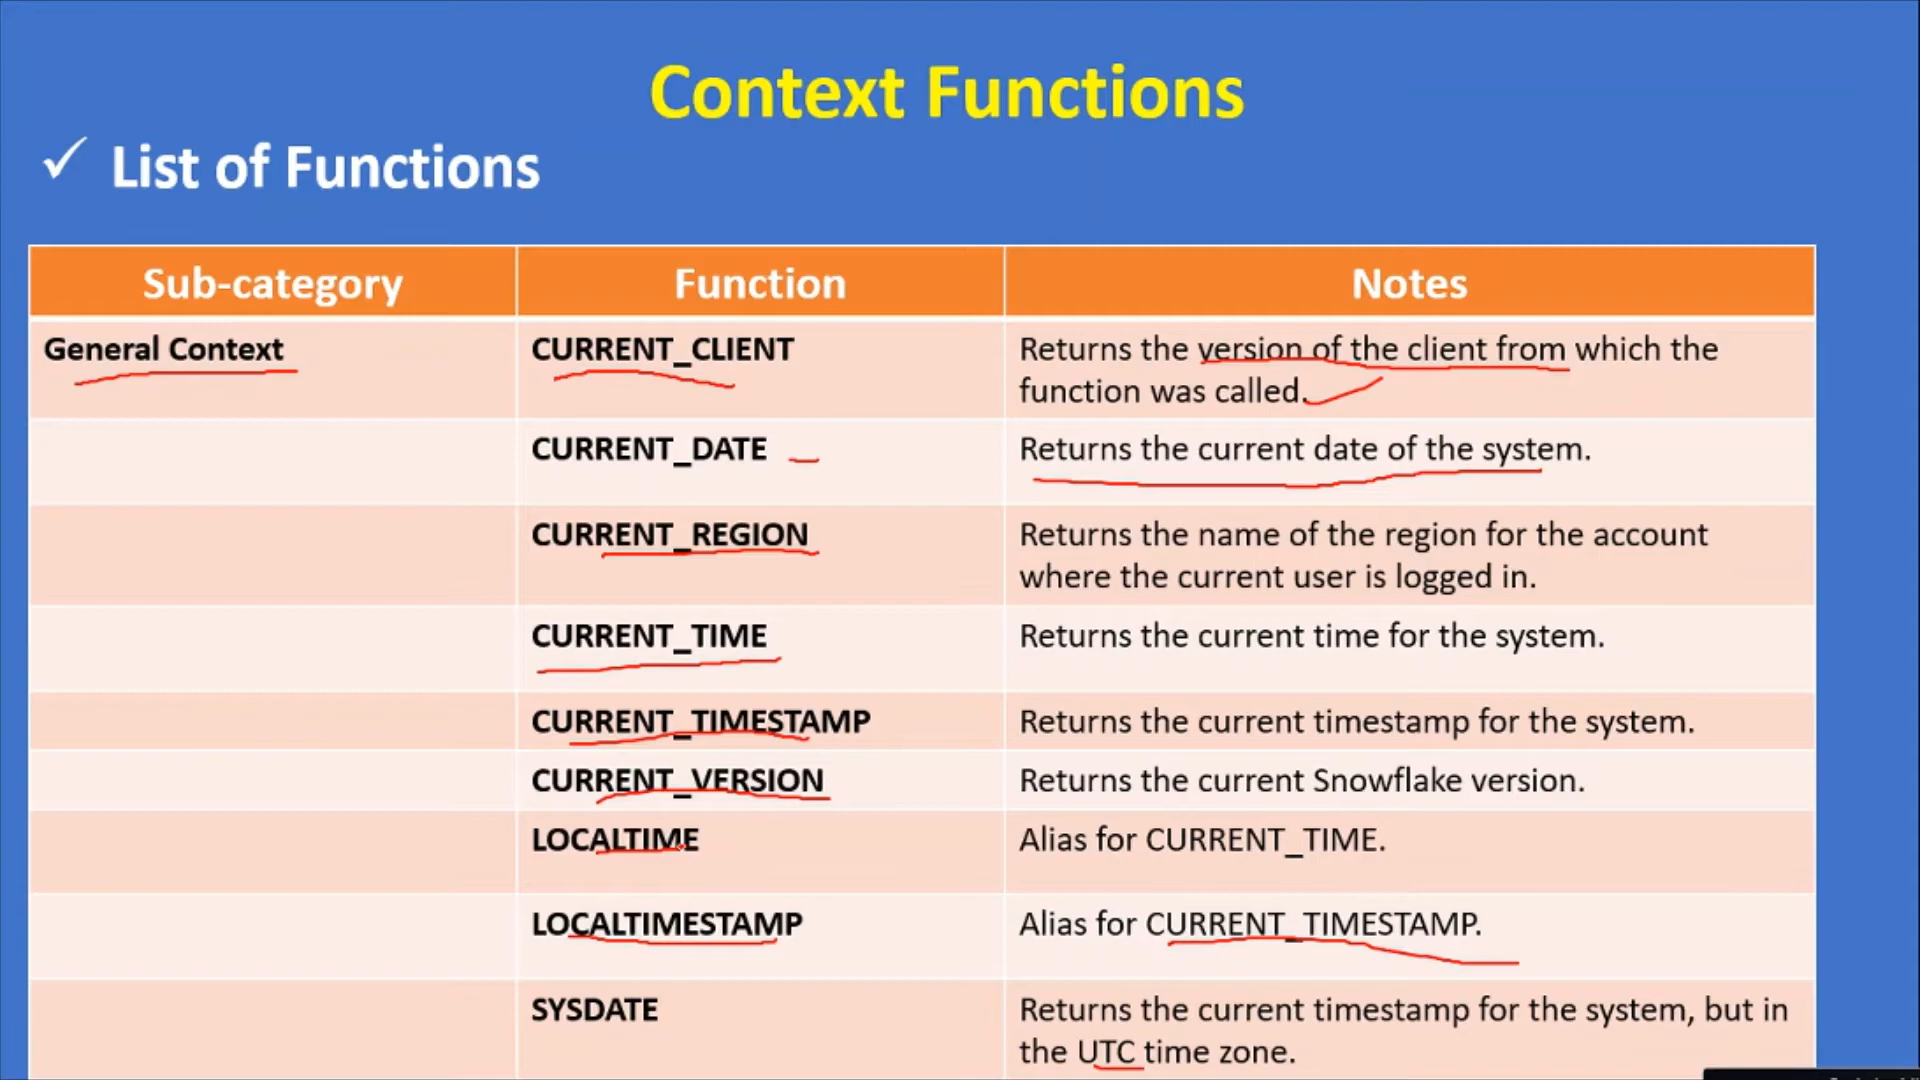 Context Functions
✓ List of Functions
Sub-category Function Notes
General Context CURRENT_CLIENT Returns the version of the client from which the
function was called.
CURRENT_DATE Returns the current date of the system.
CURRENT_REGION Returns the name of the region for the account
where the current user is logged in.
CURRENT_TIME Returns the current time for the system.
CURRENT_TIMESTAMP Returns the current timestamp for the system.
CURRENT_VERSION Returns the current Snowflake version.
LOCALTIME Alias for CURRENT_TIME.
LOCALTIMESTAMP Alias for CURRENT_TIMESTAMP.
SYSDATE Returns the current timestamp for the system, but in
the UTC time zone.